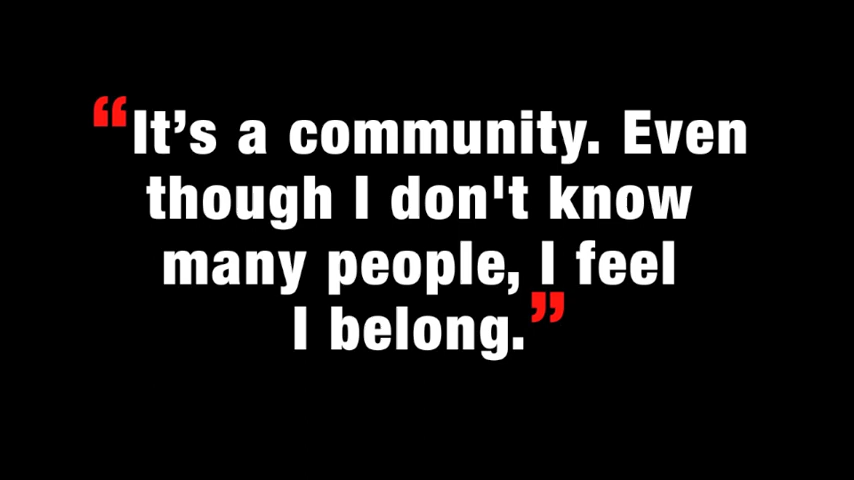 “It’s a community. Even
though I don't know
many people, I feel
I belong.”